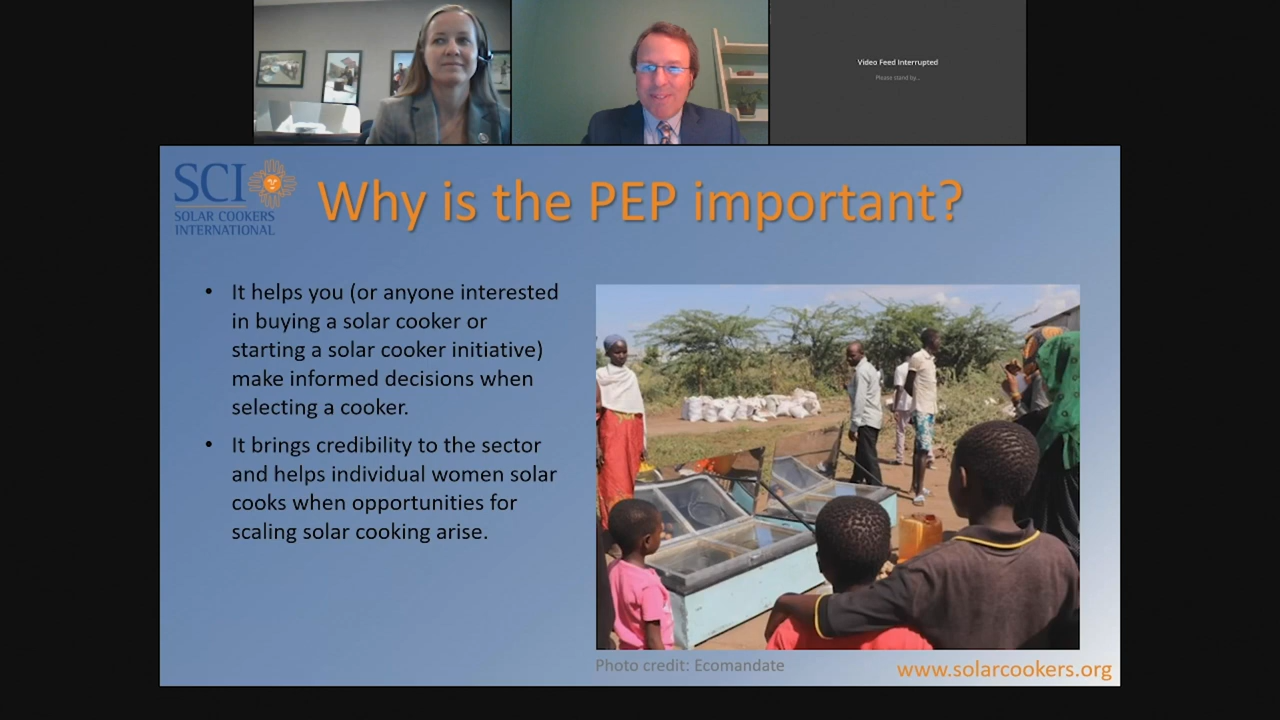 Video Feed Interrupted
Please stand by...
SCI
SOLAR COOKERS
INTERNATIONAL
Why is the PEP important?
• It helps you (or anyone interested
in buying a solar cooker or
starting a solar cooker initiative)
make informed decisions when
selecting a cooker.
• It brings credibility to the sector
and helps individual women solar
cooks when opportunities for
scaling solar cooking arise.
Photo credit: Ecomandate
www.solarcookers.org